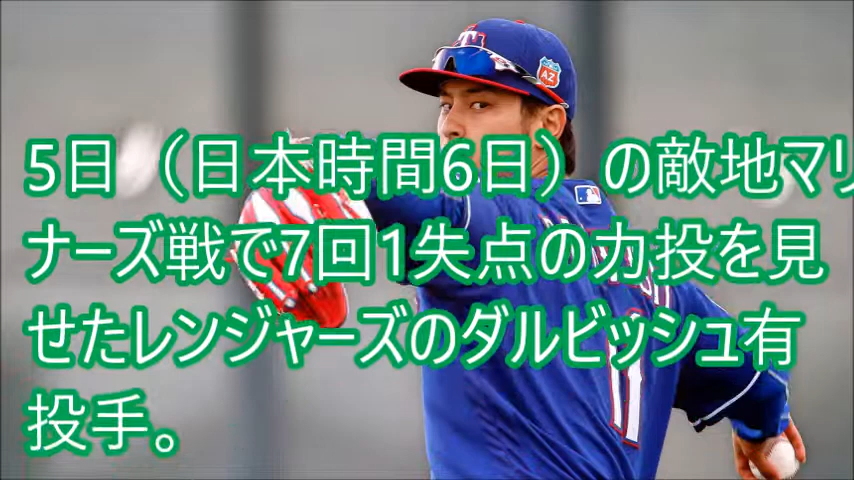 T
AZ
5日（日本時間6日）の敵地マリ
ナーズ戦で7回1失点の力投を見
せたレンジャーズのダルビッシュ有
投手。
11